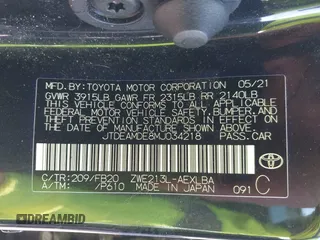 MFD. BY: TOYOTA MOTOR CORPORATION 05/21
GVWR 3915LB GAWR FR 2315LB RR 2140LB
THIS VEHICLE CONFORMS TO ALL APPLICABLE
FEDERAL MOTOR VEHICLE SAFETY, BUMPER, AND
THEFT PREVENTION STANDARDS IN EFFECT ON
THE DATE OF MANUFACTURE SHOWN ABOVE.
JTDEAMDE8MJ034218 PASS.CAR
C/TR: 209/FB20 ZWE213L-AEXLBA
A/TM: /P610 MADE IN JAPAN 091 C
TOYOTA
DREAMBID